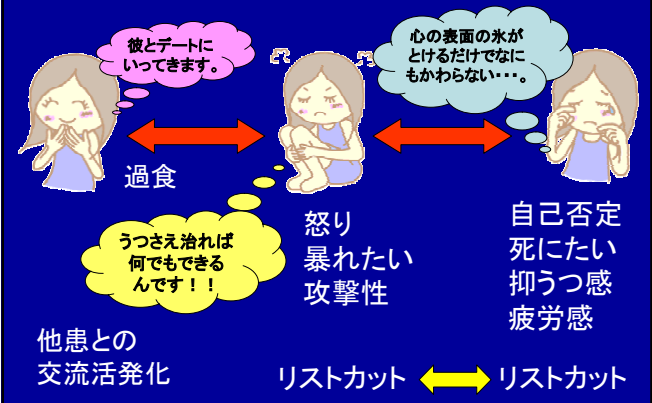 彼とデートに
いってきます。
心の表面の氷が
とけるだけでなに
もかわらない・・・。
過食
うつさえ治れば
何でもできる
んです！！
怒り
暴れたい
攻撃性
自己否定
死にたい
抑うつ感
疲労感
他患との
交流活発化
リストカット
リストカット